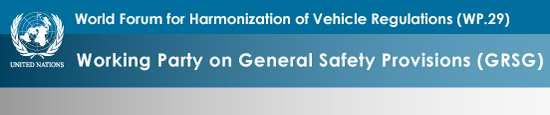 World Forum for Harmonization of Vehicle Regulations (WP.29)
Working Party on General Safety Provisions (GRSG)
UNITED NATIONS